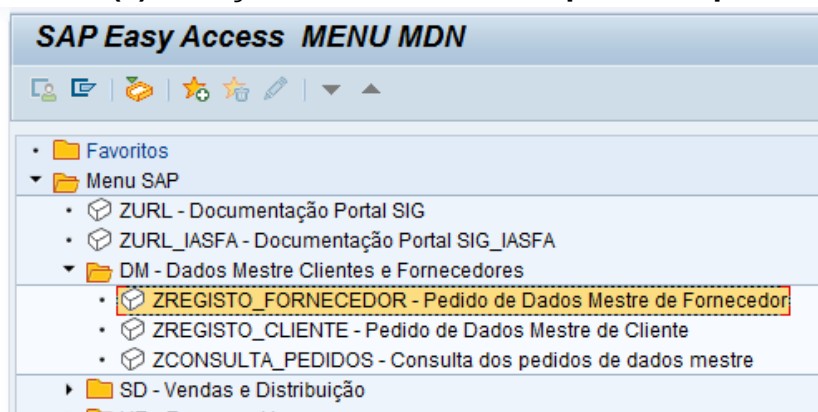 SAP Easy Access MENU MDN
Favoritos
Menu SAP
ZURL - Documentação Portal SIG
ZURL_IASFA - Documentação Portal SIG_IASFA
DM - Dados Mestre Clientes e Fornecedores
ZREGISTO_FORNECEDOR - Pedido de Dados Mestre de Fornecedor
ZREGISTO_CLIENTE - Pedido de Dados Mestre de Cliente
ZCONSULTA_PEDIDOS - Consulta dos pedidos de dados mestre
SD - Vendas e Distribuição